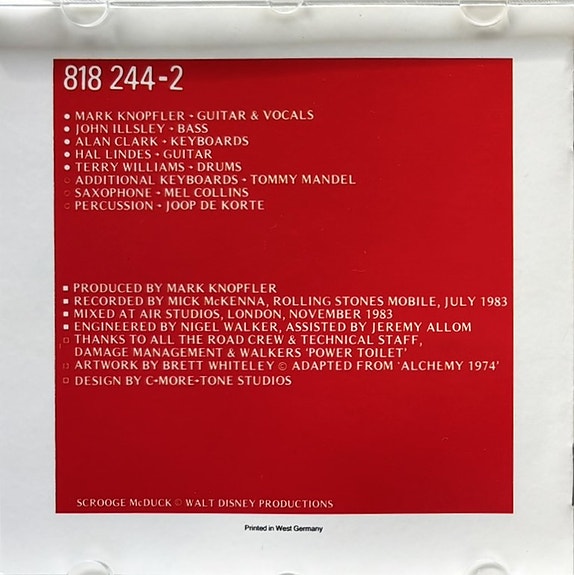 818 244-2
● MARK KNOPFLER - GUITAR & VOCALS
● JOHN ILLSLEY - BASS
● ALAN CLARK - KEYBOARDS
● HAL LINDES - GUITAR
● TERRY WILLIAMS - DRUMS
○ ADDITIONAL KEYBOARDS - TOMMY MANDEL
○ SAXOPHONE - MEL COLLINS
○ PERCUSSION - JOOP DE KORTE
■ PRODUCED BY MARK KNOPFLER
■ RECORDED BY MICK McKENNA, ROLLING STONES MOBILE, JULY 1983
■ MIXED AT AIR STUDIOS, LONDON, NOVEMBER 1983
■ ENGINEERED BY NIGEL WALKER, ASSISTED BY JEREMY ALLOM
□ THANKS TO ALL THE ROAD CREW & TECHNICAL STAFF,
DAMAGE MANAGEMENT & WALKERS 'POWER TOILET'
□ ARTWORK BY BRETT WHITELEY © ADAPTED FROM 'ALCHEMY 1974'
□ DESIGN BY C-MORE-TONE STUDIOS
SCROOGE McDUCK © WALT DISNEY PRODUCTIONS
Printed in West Germany